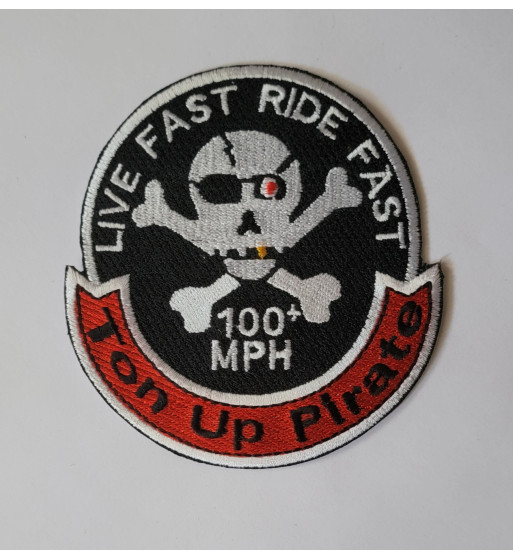 LIVE FAST RIDE FAST
100+
MPH
Ton Up Pirate